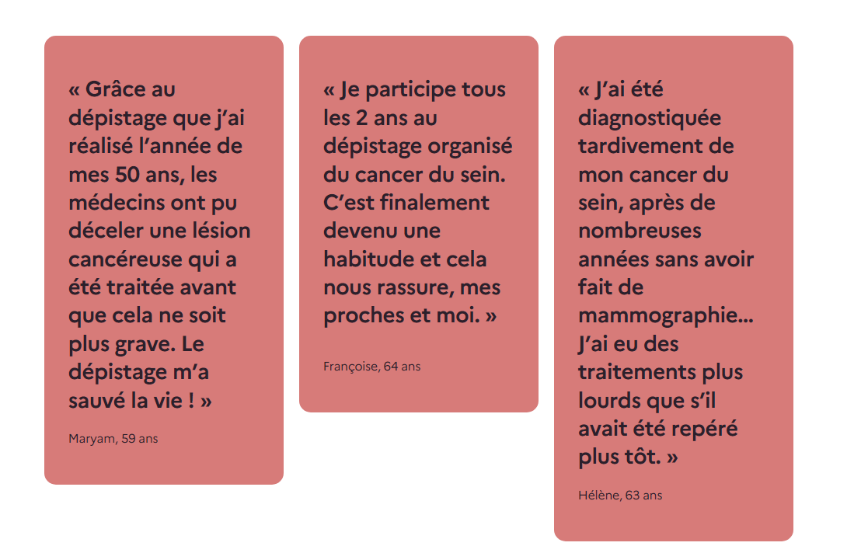 « Grâce au
dépistage que j’ai
réalisé l’année de
mes 50 ans, les
médecins ont pu
déceler une lésion
cancéreuse qui a
été traitée avant
que cela ne soit
plus grave. Le
dépistage m’a
sauvé la vie ! »
Maryam, 59 ans
« Je participe tous
les 2 ans au
dépistage organisé
du cancer du sein.
C’est finalement
devenu une
habitude et cela
nous rassure, mes
proches et moi. »
Françoise, 64 ans
« J’ai été
diagnostiquée
tardivement de
mon cancer du
sein, après de
nombreuses
années sans avoir
fait de
mammographie…
J’ai eu des
traitements plus
lourds que s’il
avait été repéré
plus tôt. »
Hélène, 63 ans